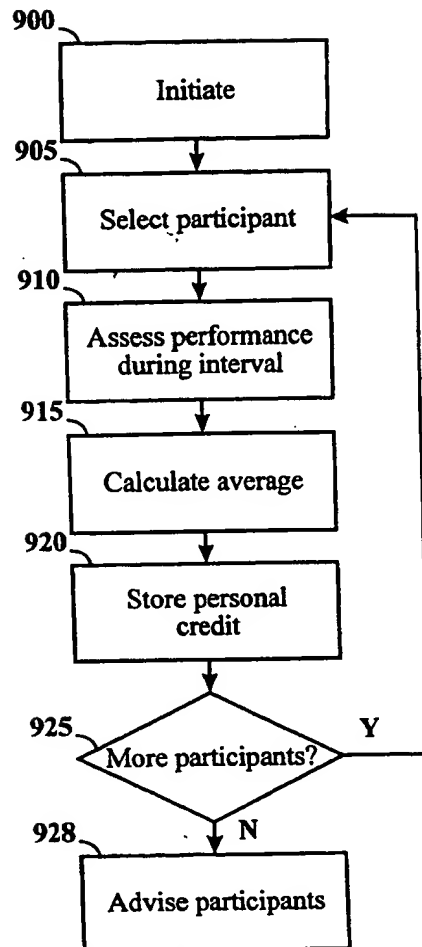 900
Initiate
905
Select participant
910
Assess performance
during interval
915
Calculate average
920
Store personal
credit
925
More participants?
Y
N
928
Advise participants